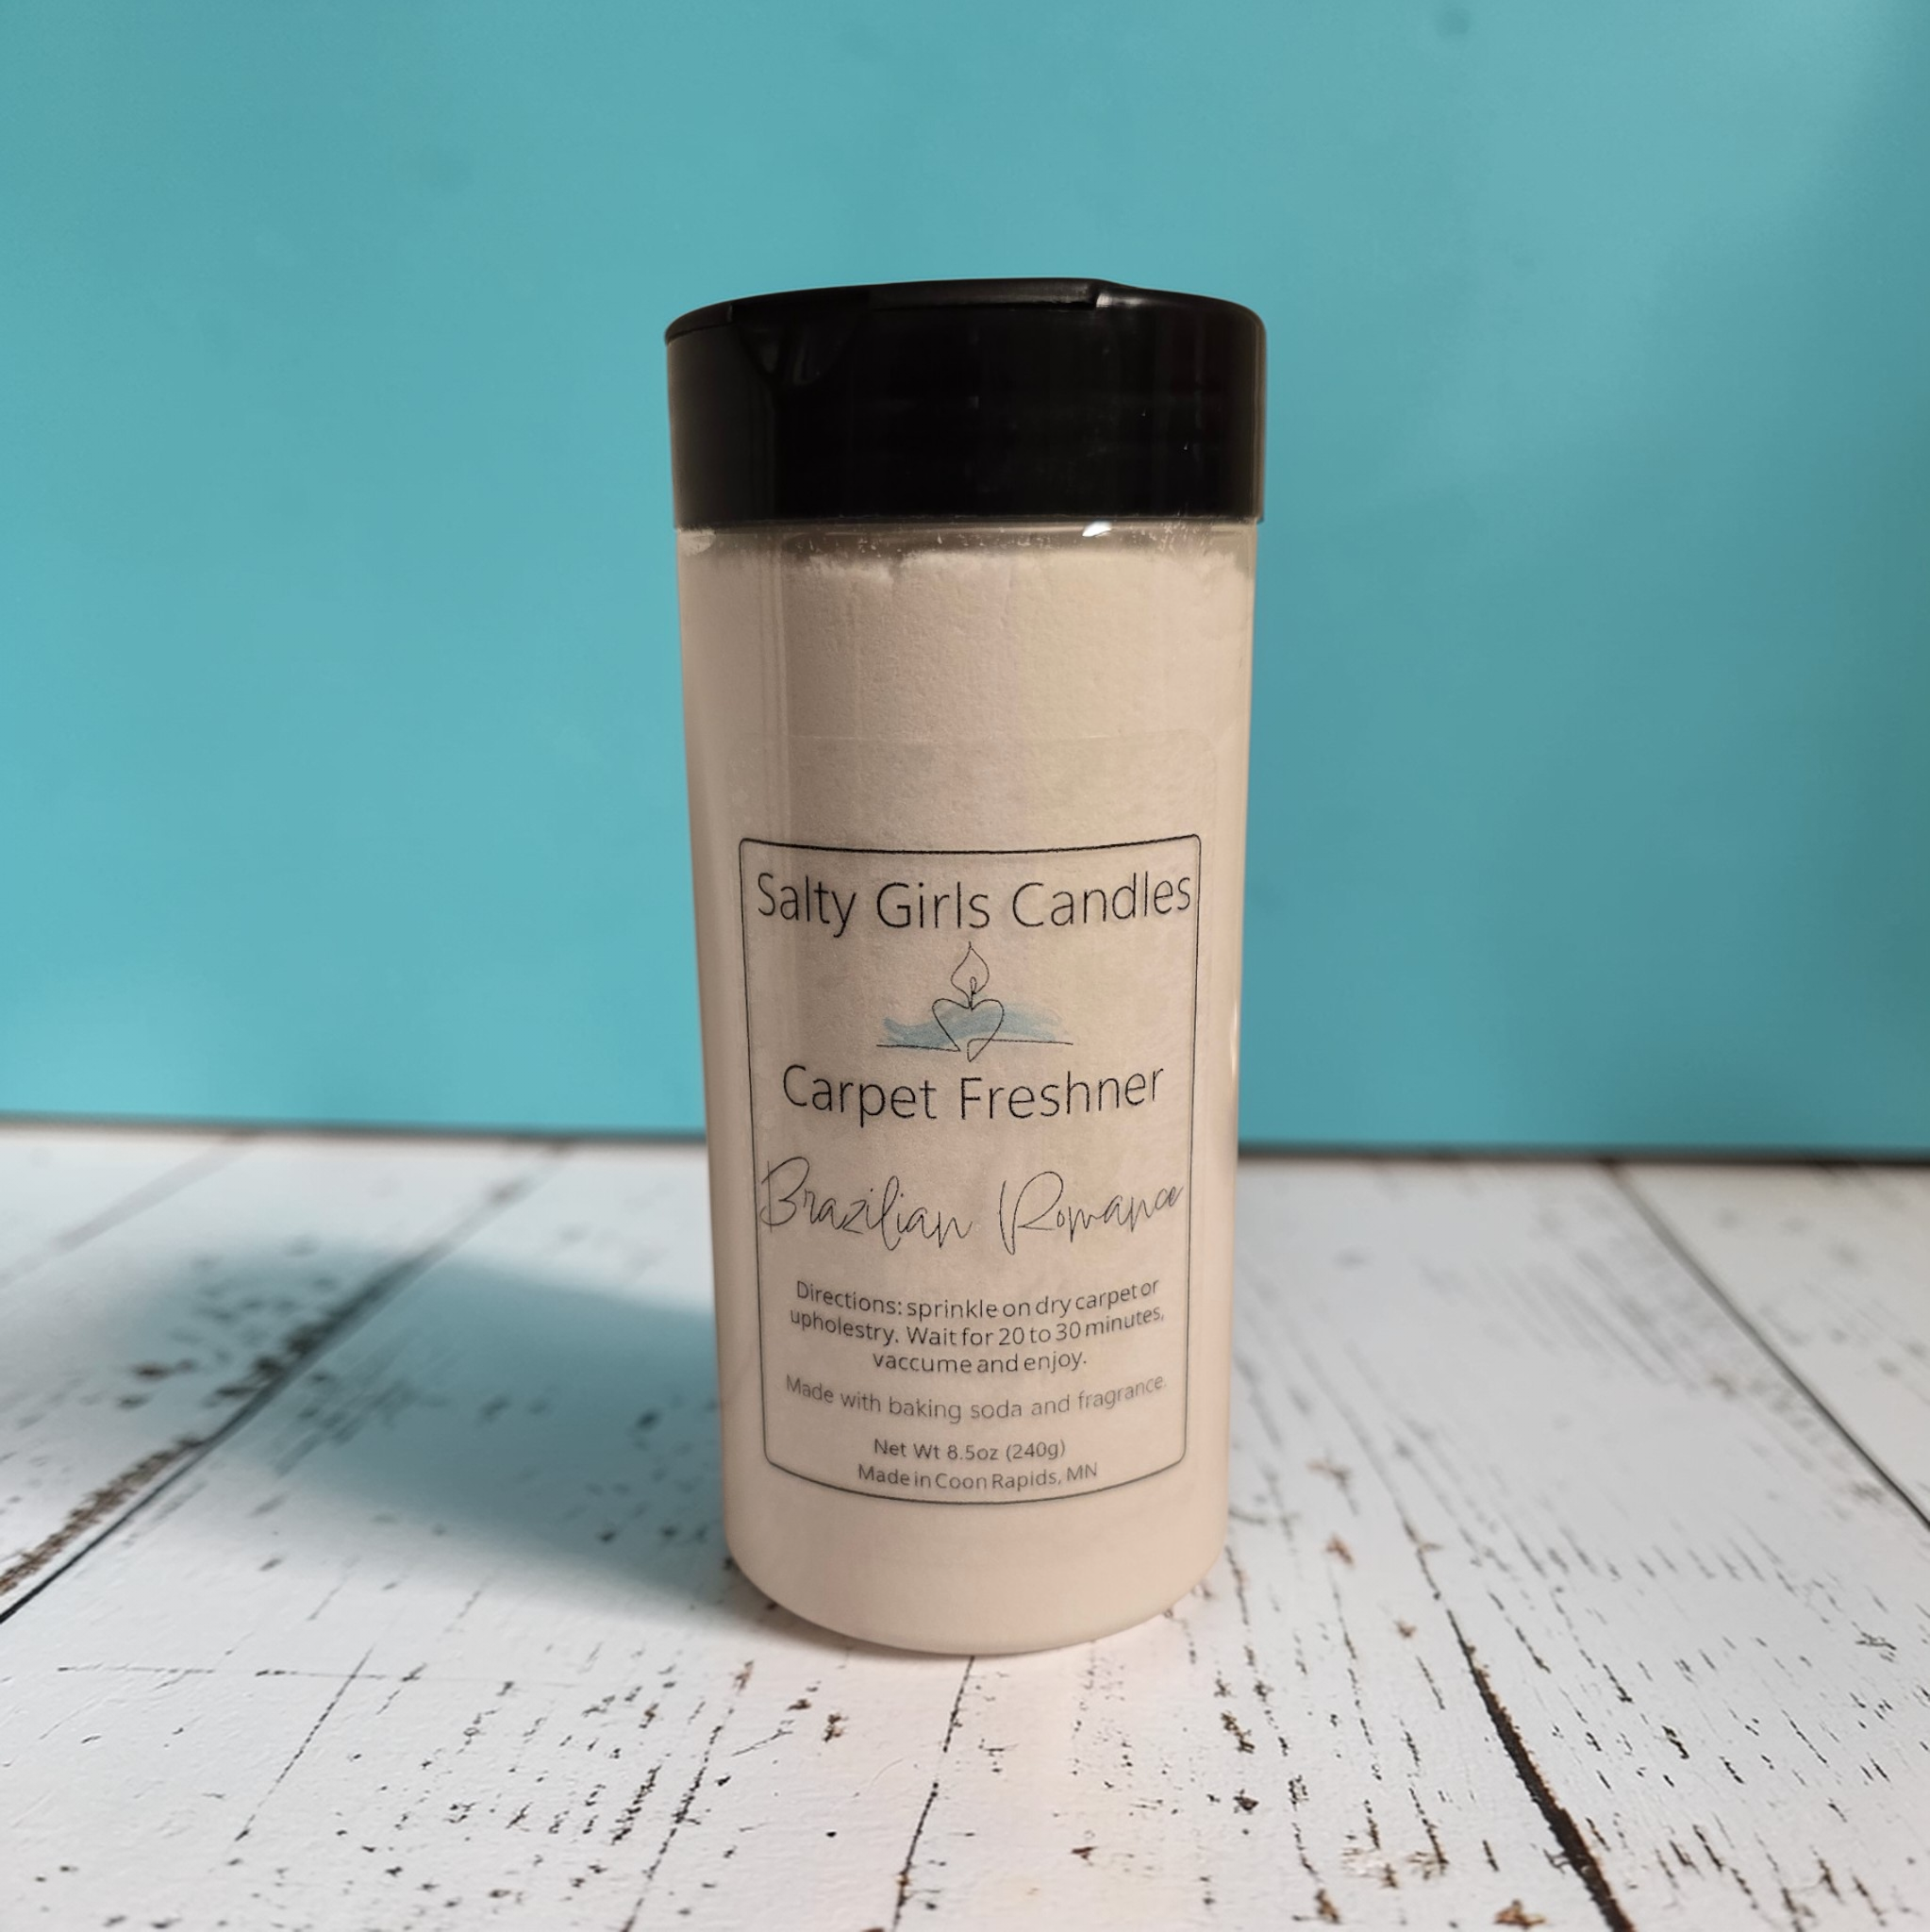 Salty Girls Candles
Carpet Freshner
Brazilian Romance
Directions: sprinkle on dry carpet or
upholestry. Wait for 20 to 30 minutes,
vaccume and enjoy.
Made with baking soda and fragrance.
Net Wt 8.5oz (240g)
Made in Coon Rapids, MN